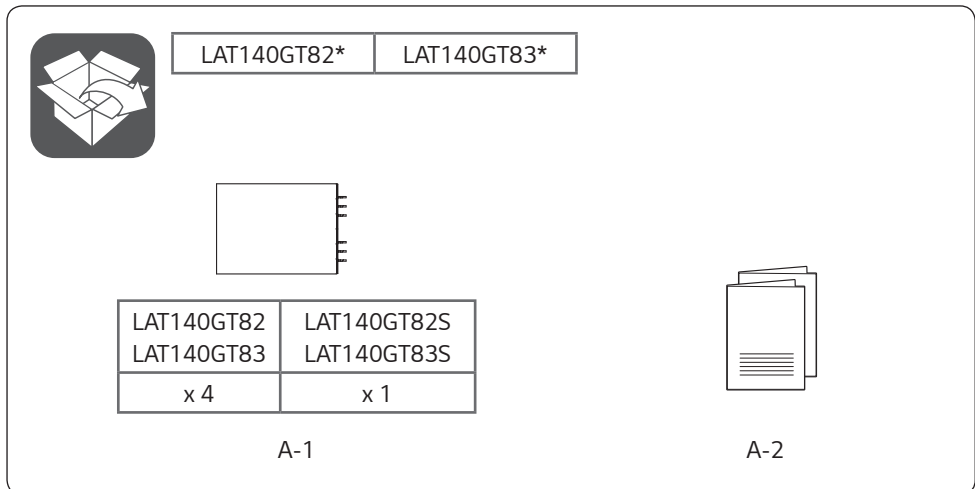 LAT140GT82* LAT140GT83*
LAT140GT82 LAT140GT82S
LAT140GT83 LAT140GT83S
x 4 x 1
A-1 A-2